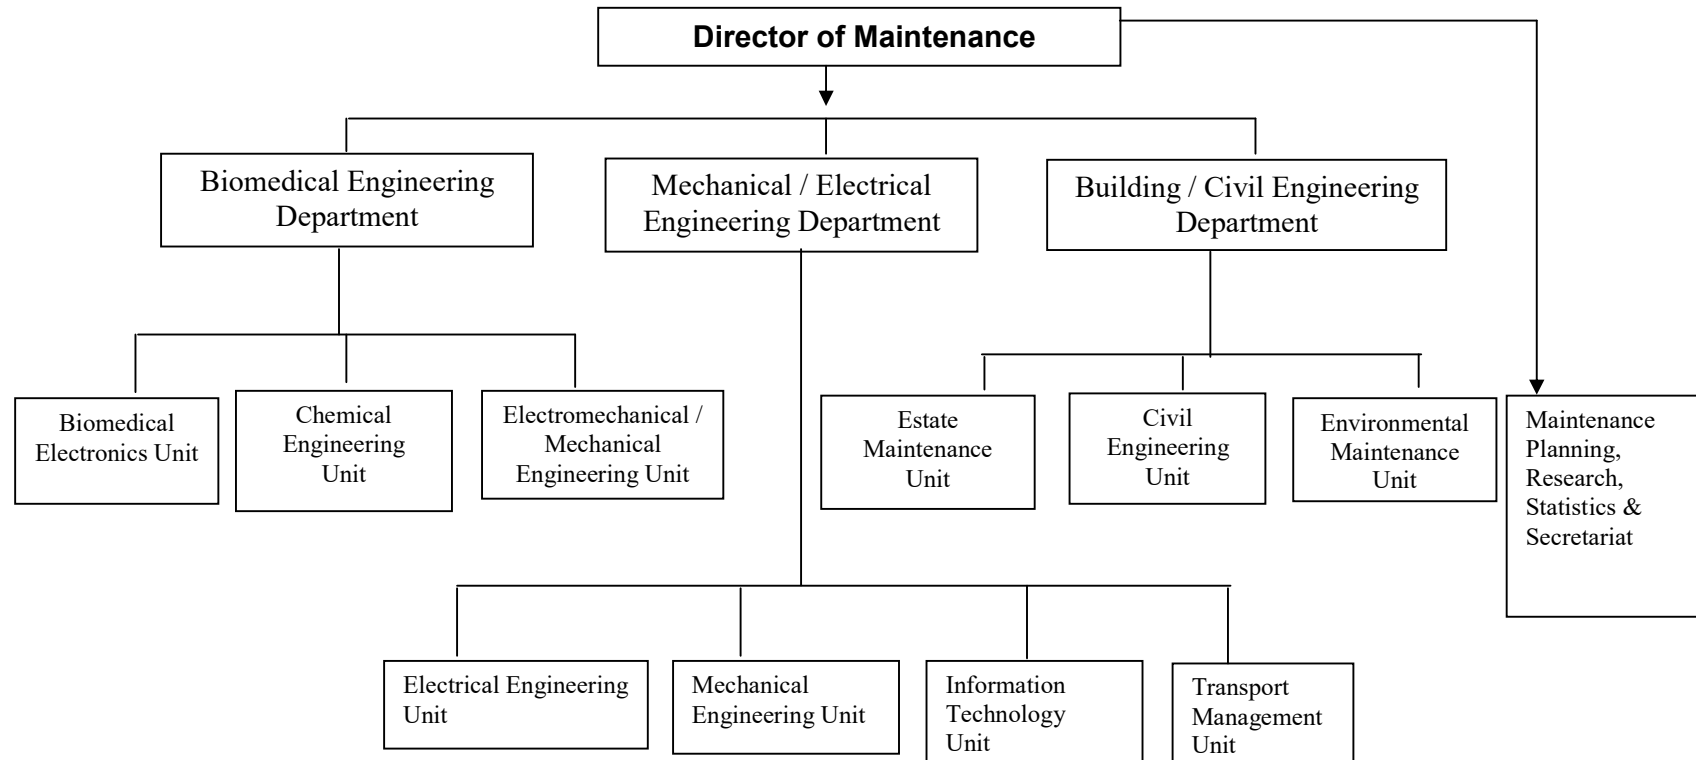 Director of Maintenance
Biomedical Engineering
Department
Mechanical / Electrical
Engineering Department
Building / Civil Engineering
Department
Biomedical
Electronics Unit
Chemical
Engineering
Unit
Electromechanical /
Mechanical
Engineering Unit
Estate
Maintenance
Unit
Civil
Engineering
Unit
Environmental
Maintenance
Unit
Maintenance
Planning,
Research,
Statistics &
Secretariat
Electrical Engineering
Unit
Mechanical
Engineering Unit
Information
Technology
Unit
Transport
Management
Unit